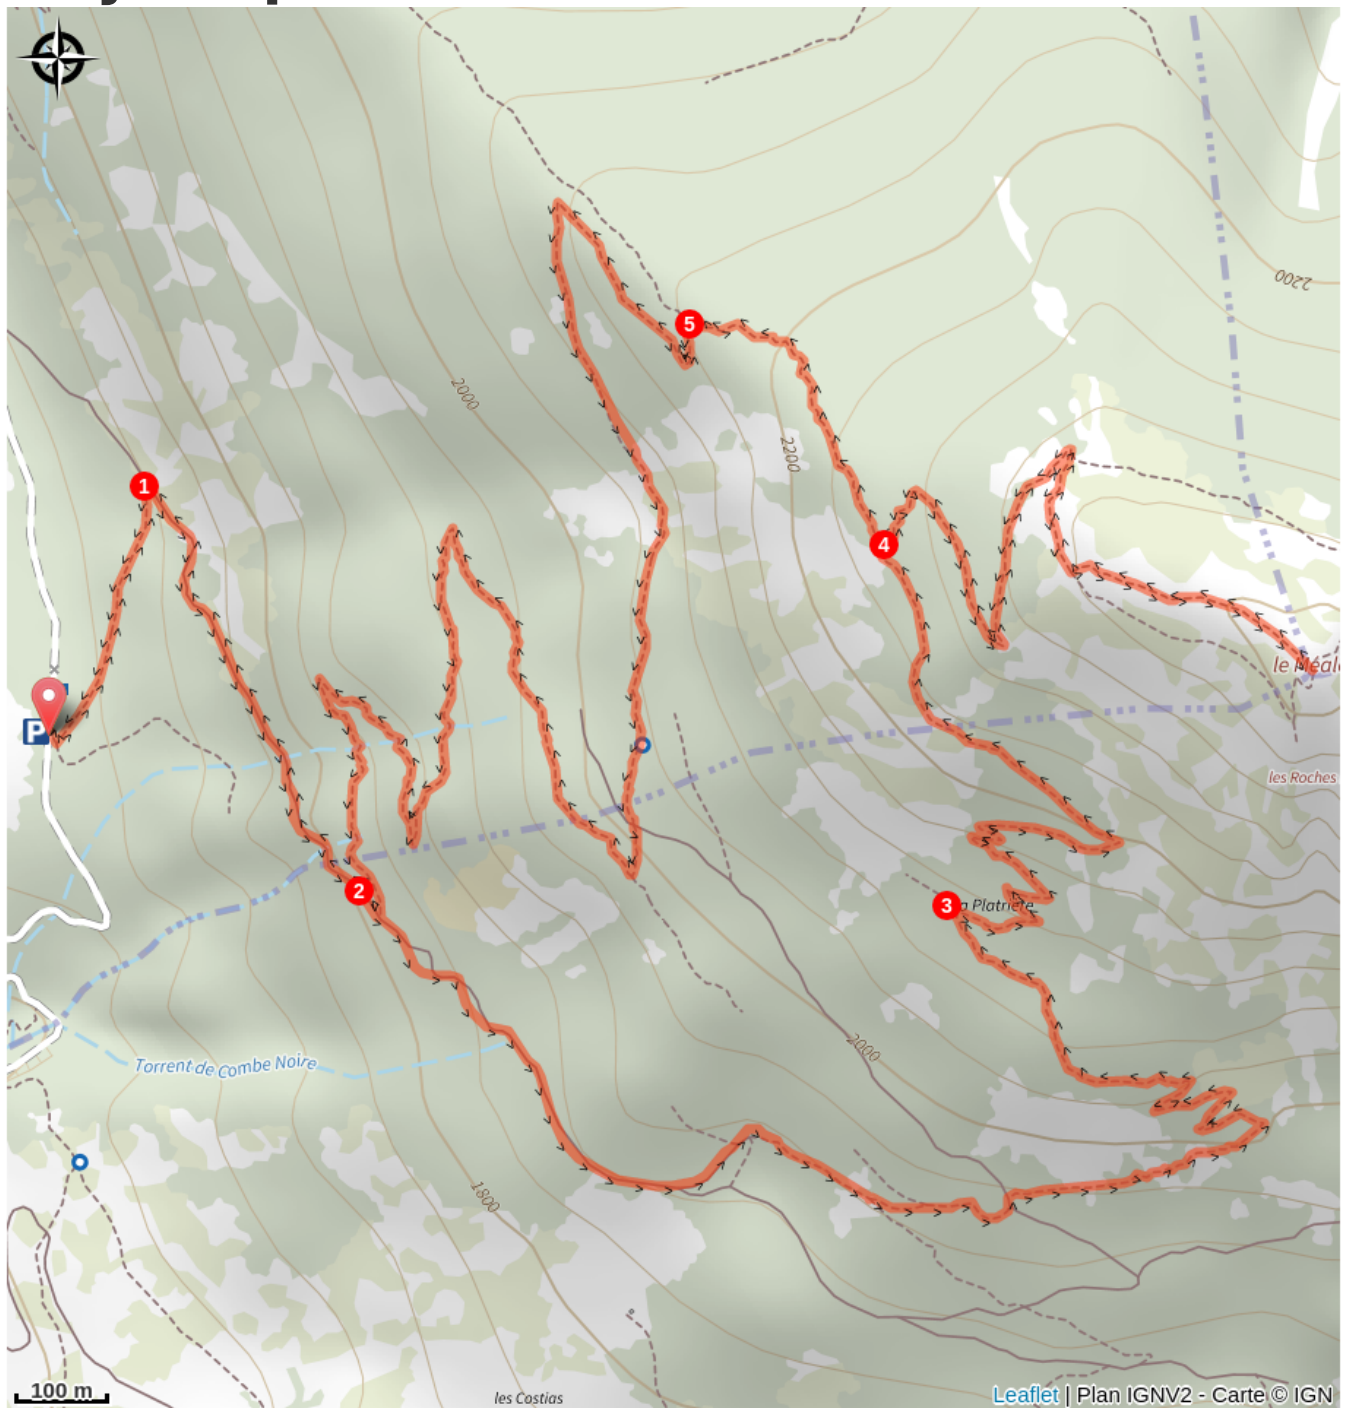 2200
2000
5
2200
1
4
le Méal
P
les Roches
2
3
a Platrière
2000
Torrent de Combe Noire
1800
100 m
les Costias
Leaflet | Plan IGNV2 - Carte © IGN